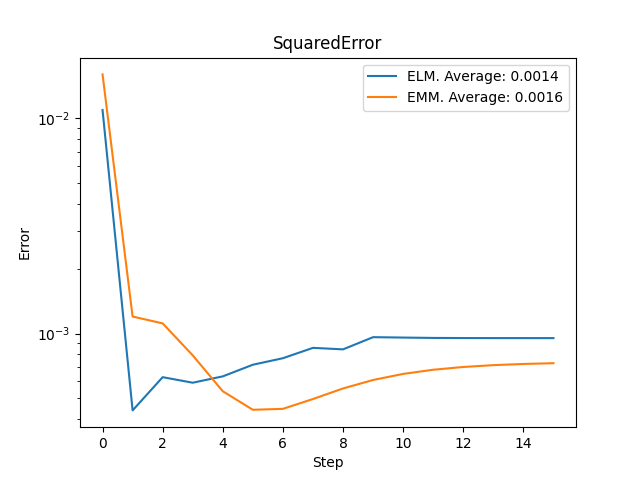 SquaredError
ELM. Average: 0.0014
EMM. Average: 0.0016
10⁻²
10⁻³
Error
0 2 4 6 8 10 12 14
Step